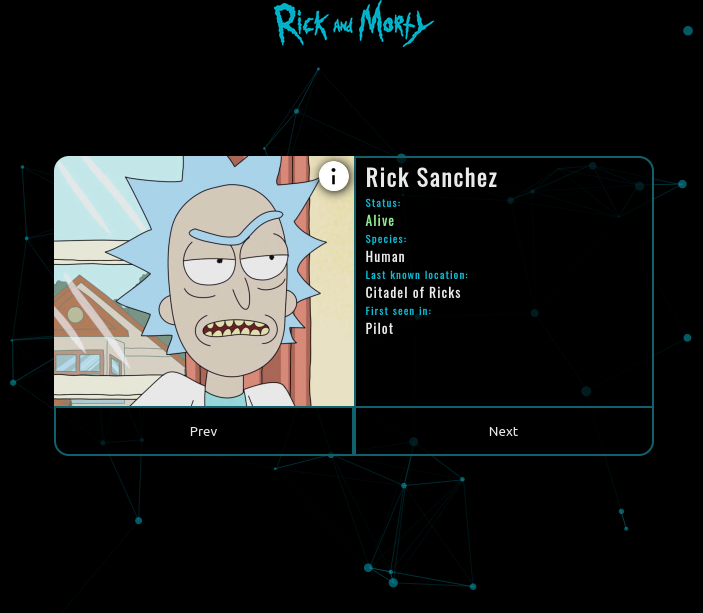 Rick and Morty
Rick Sanchez
Status:
Alive
Species:
Human
Last known location:
Citadel of Ricks
First seen in:
Pilot
Prev
Next